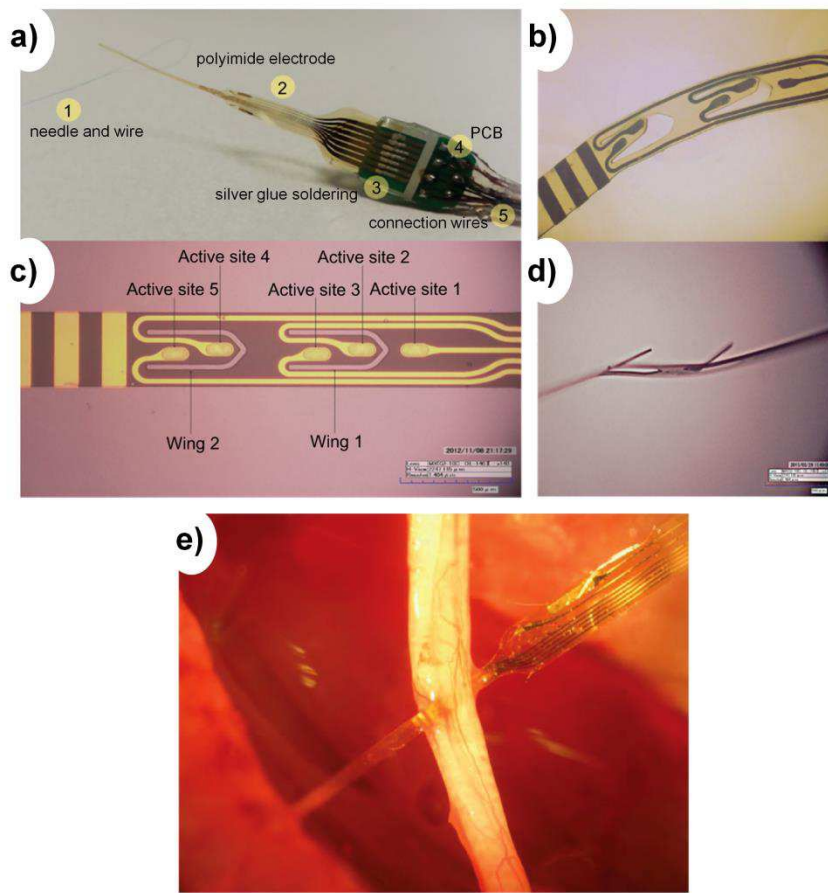 a)
polyimide electrode
2
1
needle and wire
PCB
4
silver glue soldering
3
connection wires
5
b)
c)
Active site 4
Active site 2
Active site 5
Active site 3
Active site 1
Wing 2
Wing 1
2012/11/08 21:17:29
d)
e)